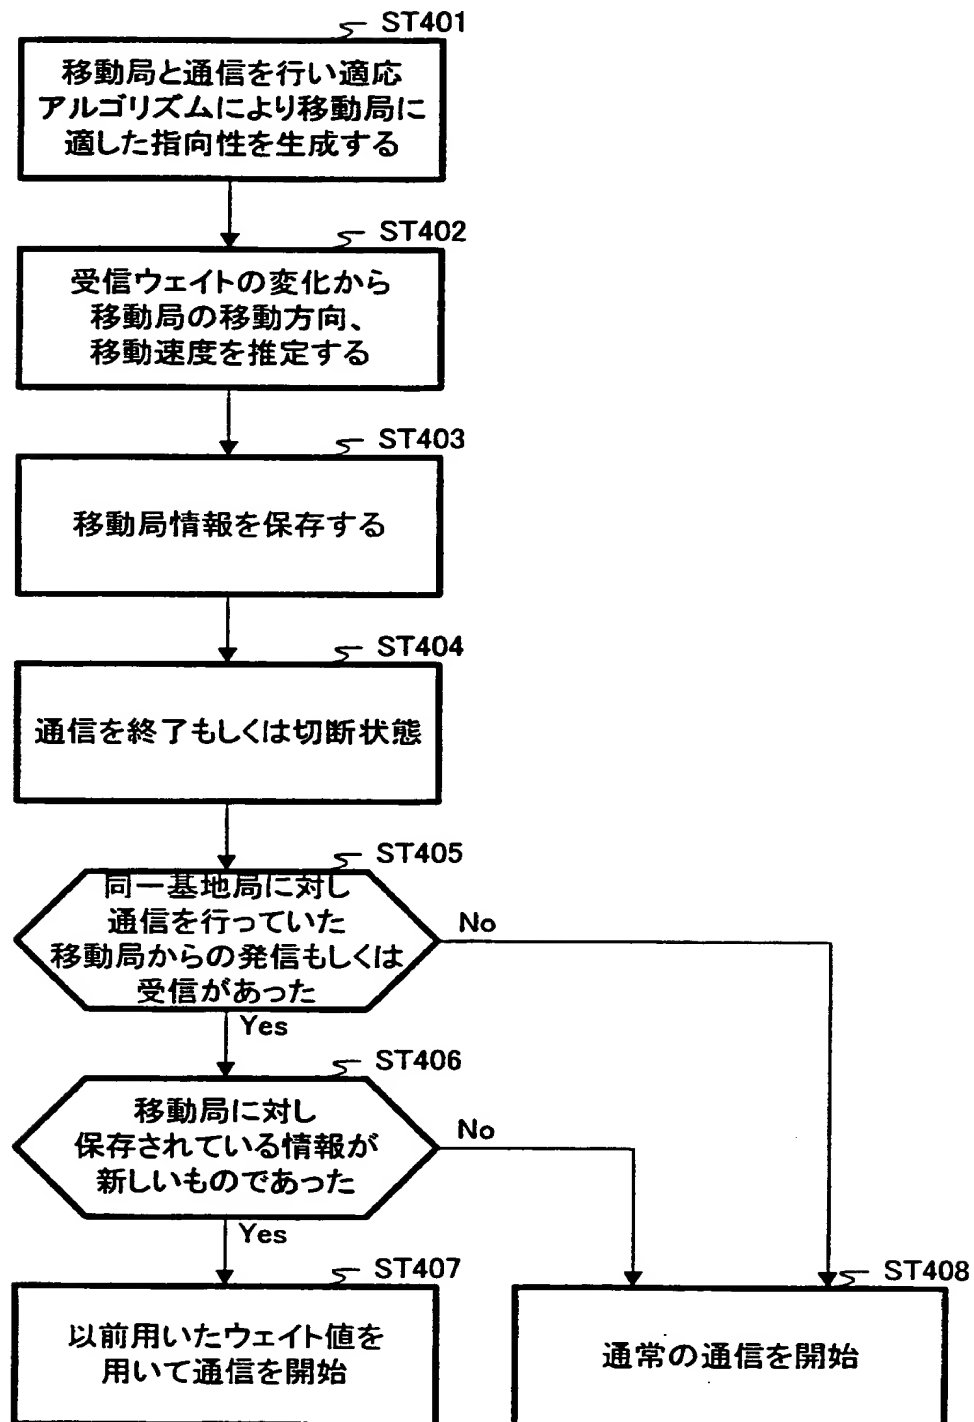 ST401
移動局と通信を行い適応
アルゴリズムにより移動局に
適した指向性を生成する
ST402
受信ウェイトの変化から
移動局の移動方向、
移動速度を推定する
ST403
移動局情報を保存する
ST404
通信を終了もしくは切断状態
ST405
同一基地局に対し
通信を行っていた
移動局からの発信もしくは
受信があった
No
Yes
ST406
移動局に対し
保存されている情報が
新しいものであった
No
Yes
ST407
以前用いたウェイト値を
用いて通信を開始
ST408
通常の通信を開始